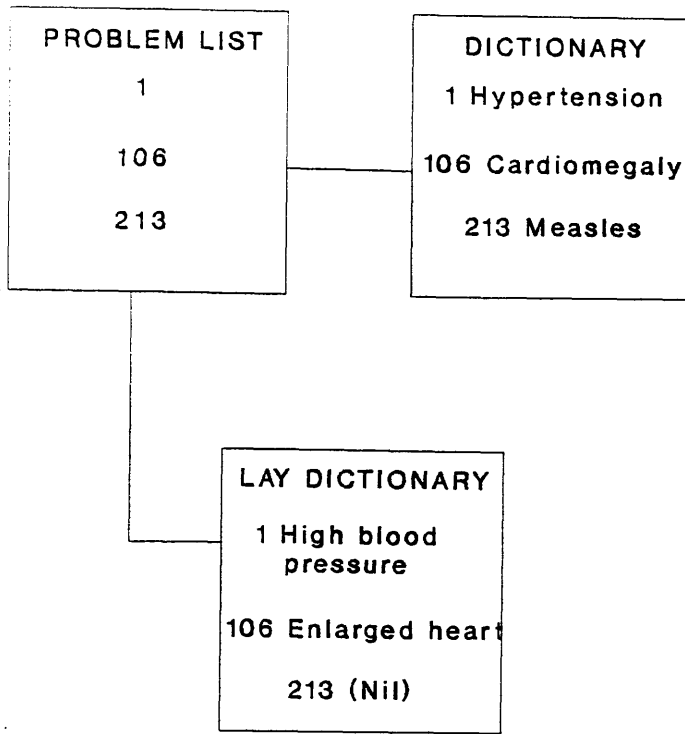 PROBLEM LIST
1
106
213
DICTIONARY
1 Hypertension
106 Cardiomegaly
213 Measles
LAY DICTIONARY
1 High blood
pressure
106 Enlarged heart
213 (Nil)